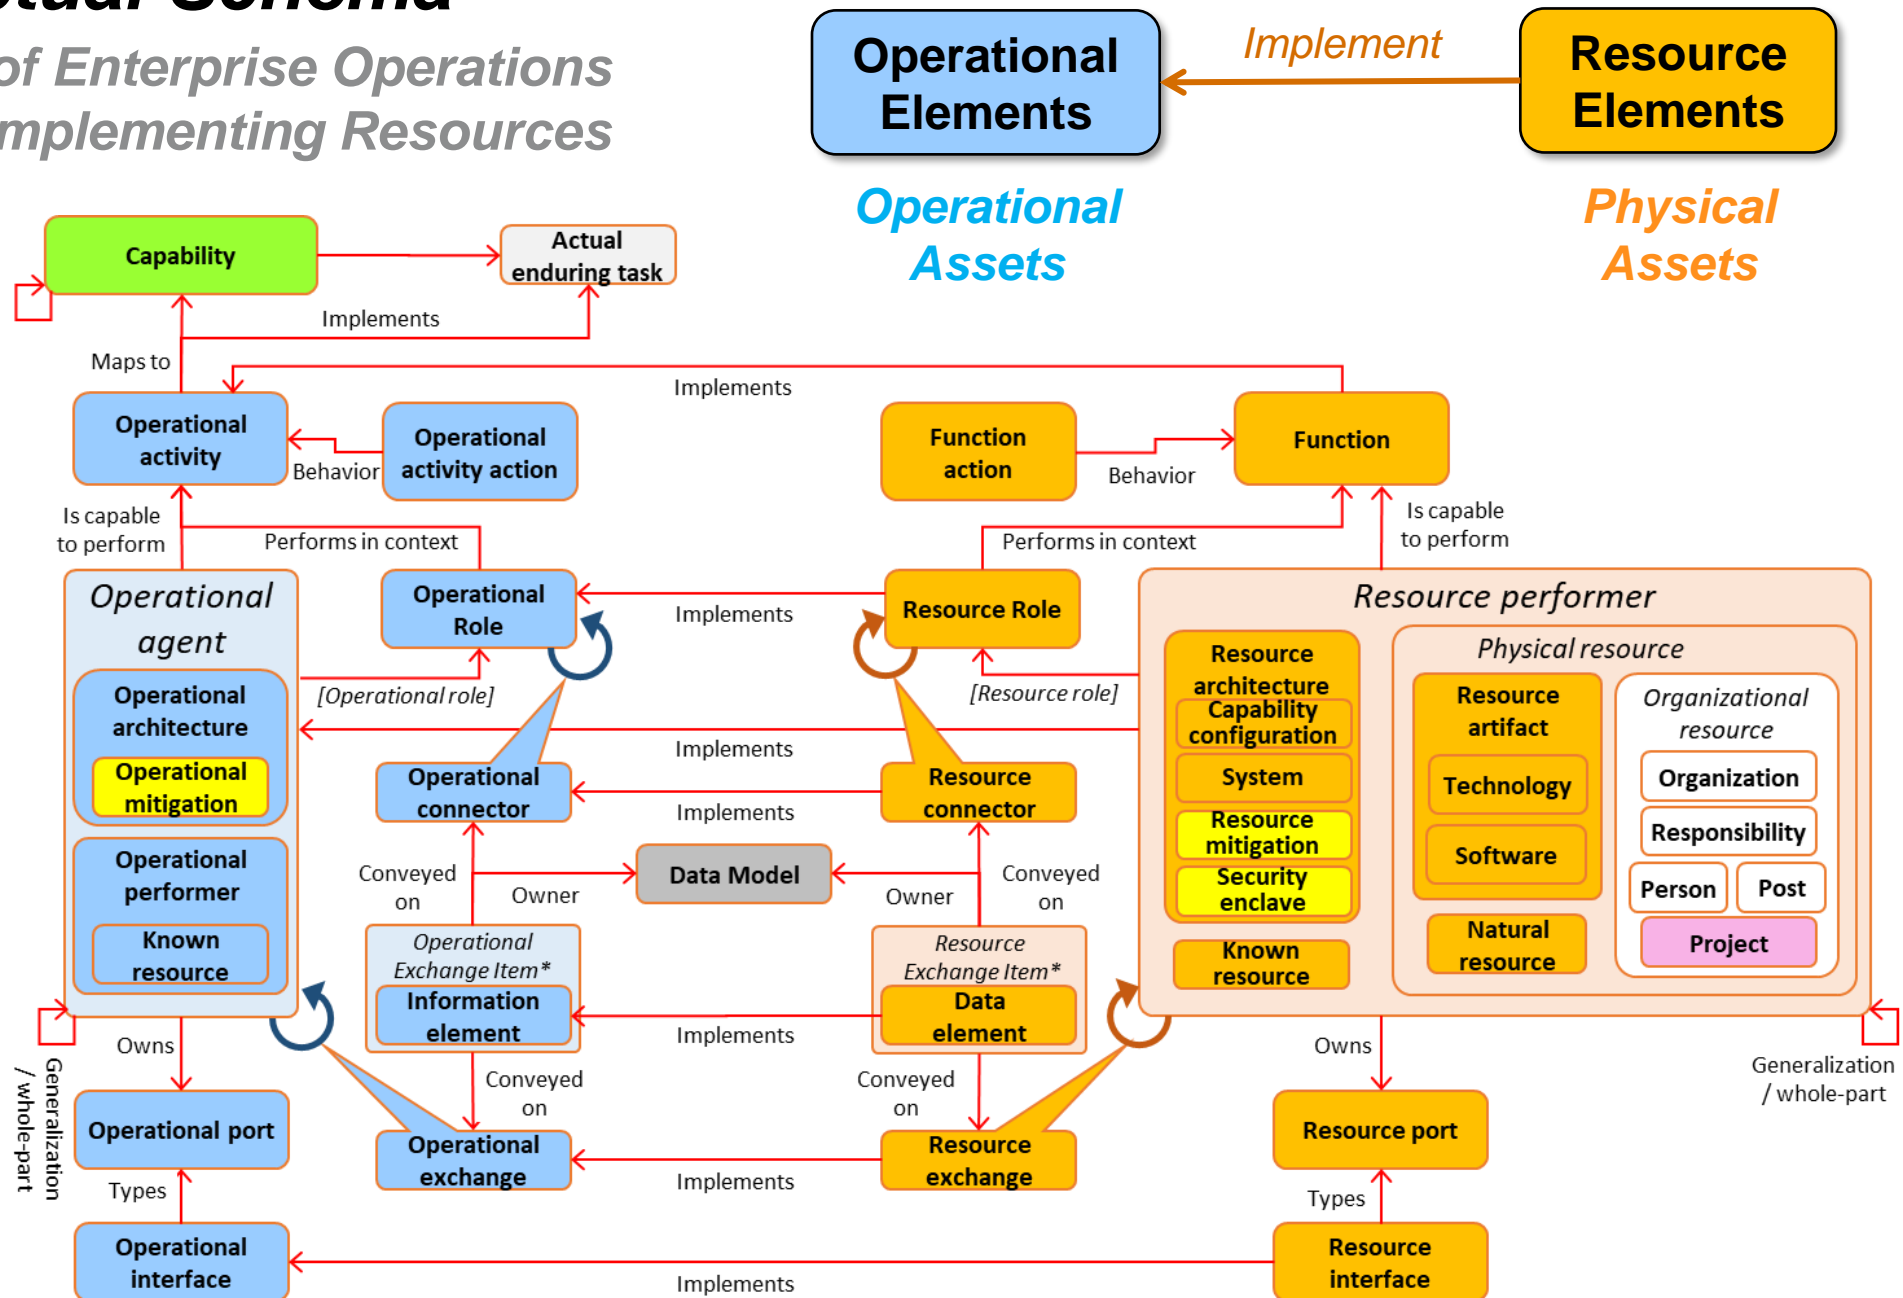 of Enterprise Operations
Implementing Resources
Operational
Elements
Implement
Resource
Elements
Operational
Assets
Physical
Assets
Capability
Actual
enduring task
Implements
Maps to
Implements
Operational
activity
Behavior
Operational
activity action
Function
action
Behavior
Function
Is capable
to perform
Performs in context
Performs in context
Is capable
to perform
Operational
agent
Operational
Role
Implements
Resource Role
Resource performer
[Operational role]
[Resource role]
Operational
architecture
Operational
mitigation
Implements
Operational
connector
Implements
Resource
connector
Resource
architecture
Capability
configuration
System
Resource
mitigation
Security
enclave
Known
resource
Physical resource
Resource
artifact
Technology
Software
Natural
resource
Organizational
resource
Organization
Responsibility
Person
Post
Project
Operational
performer
Known
resource
Conveyed
on
Owner
Data Model
Owner
Conveyed
on
Operational
Exchange Item*
Information
element
Implements
Resource
Exchange Item*
Data
element
Owns
Generalization
/ whole-part
Conveyed
on
Conveyed
on
Owns
Generalization
/ whole-part
Operational port
Operational
exchange
Implements
Resource
exchange
Resource port
Types
Types
Operational
interface
Implements
Resource
interface